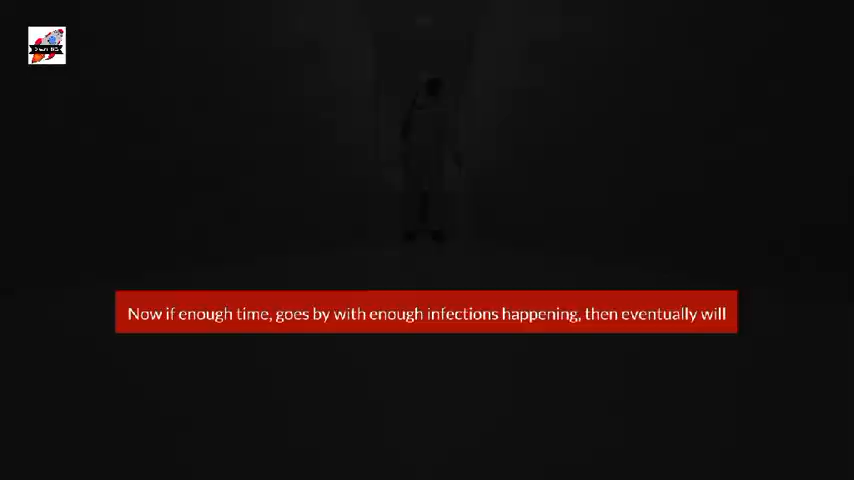 Now if enough time, goes by with enough infections happening, then eventually will